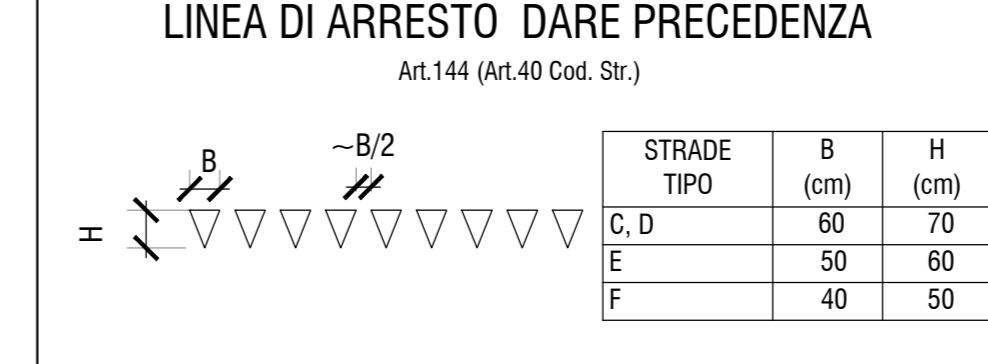 LINEA DI ARRESTO DARE PRECEDENZA
Art.144 (Art.40 Cod. Str.)
B
~B/2
H
STRADE TIPO B (cm) H (cm)
C, D 60 70
E 50 60
F 40 50